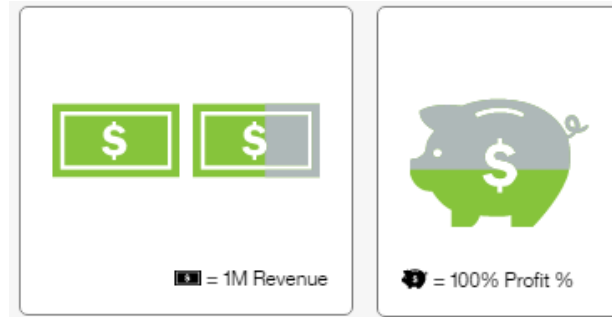 $ $
= 1M Revenue
$
= 100% Profit %